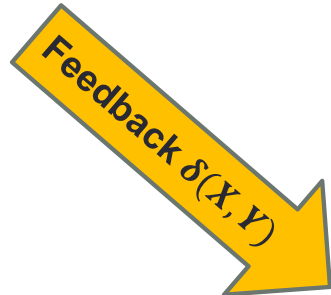 Feedback δ(X, Y)